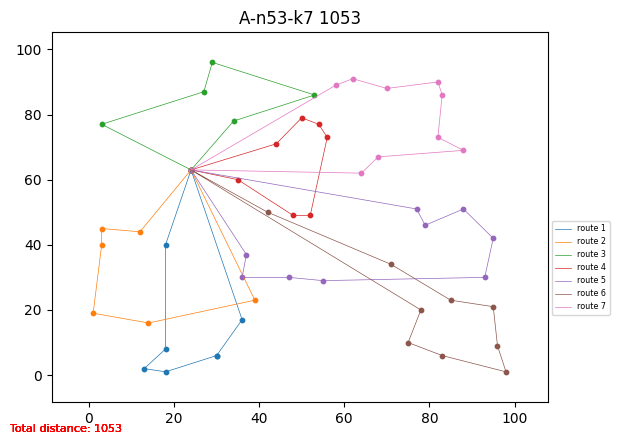 A-n53-k7 1053
100
80
60
40
20
0
0 20 40 60 80 100
route 1
route 2
route 3
route 4
route 5
route 6
route 7
Total distance: 1053